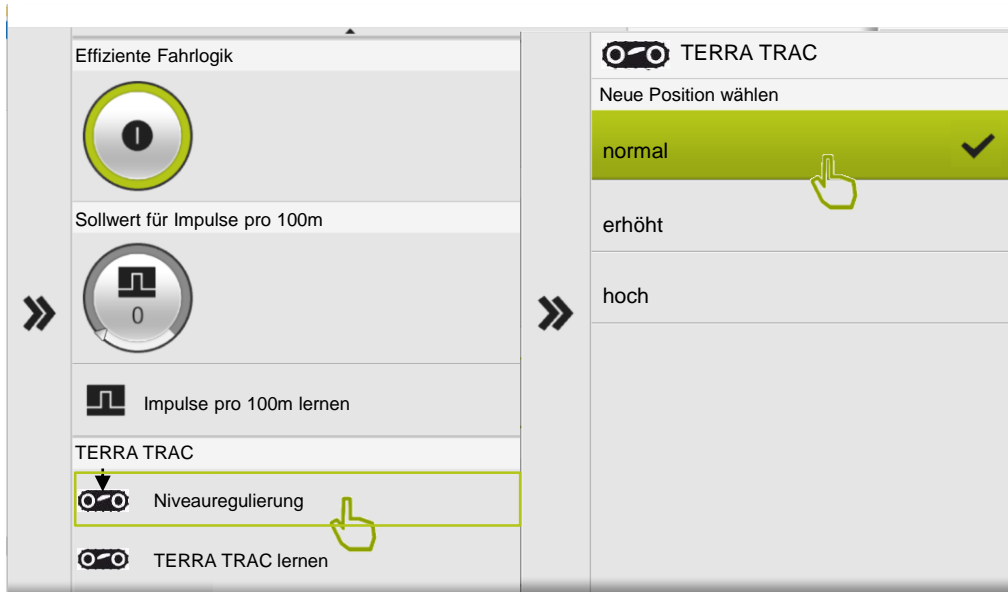 Effiziente Fahrlogik
Sollwert für Impulse pro 100m
0
Impulse pro 100m lernen
TERRA TRAC
Niveauregulierung
TERRA TRAC lernen
TERRA TRAC
Neue Position wählen
normal
erhöht
hoch